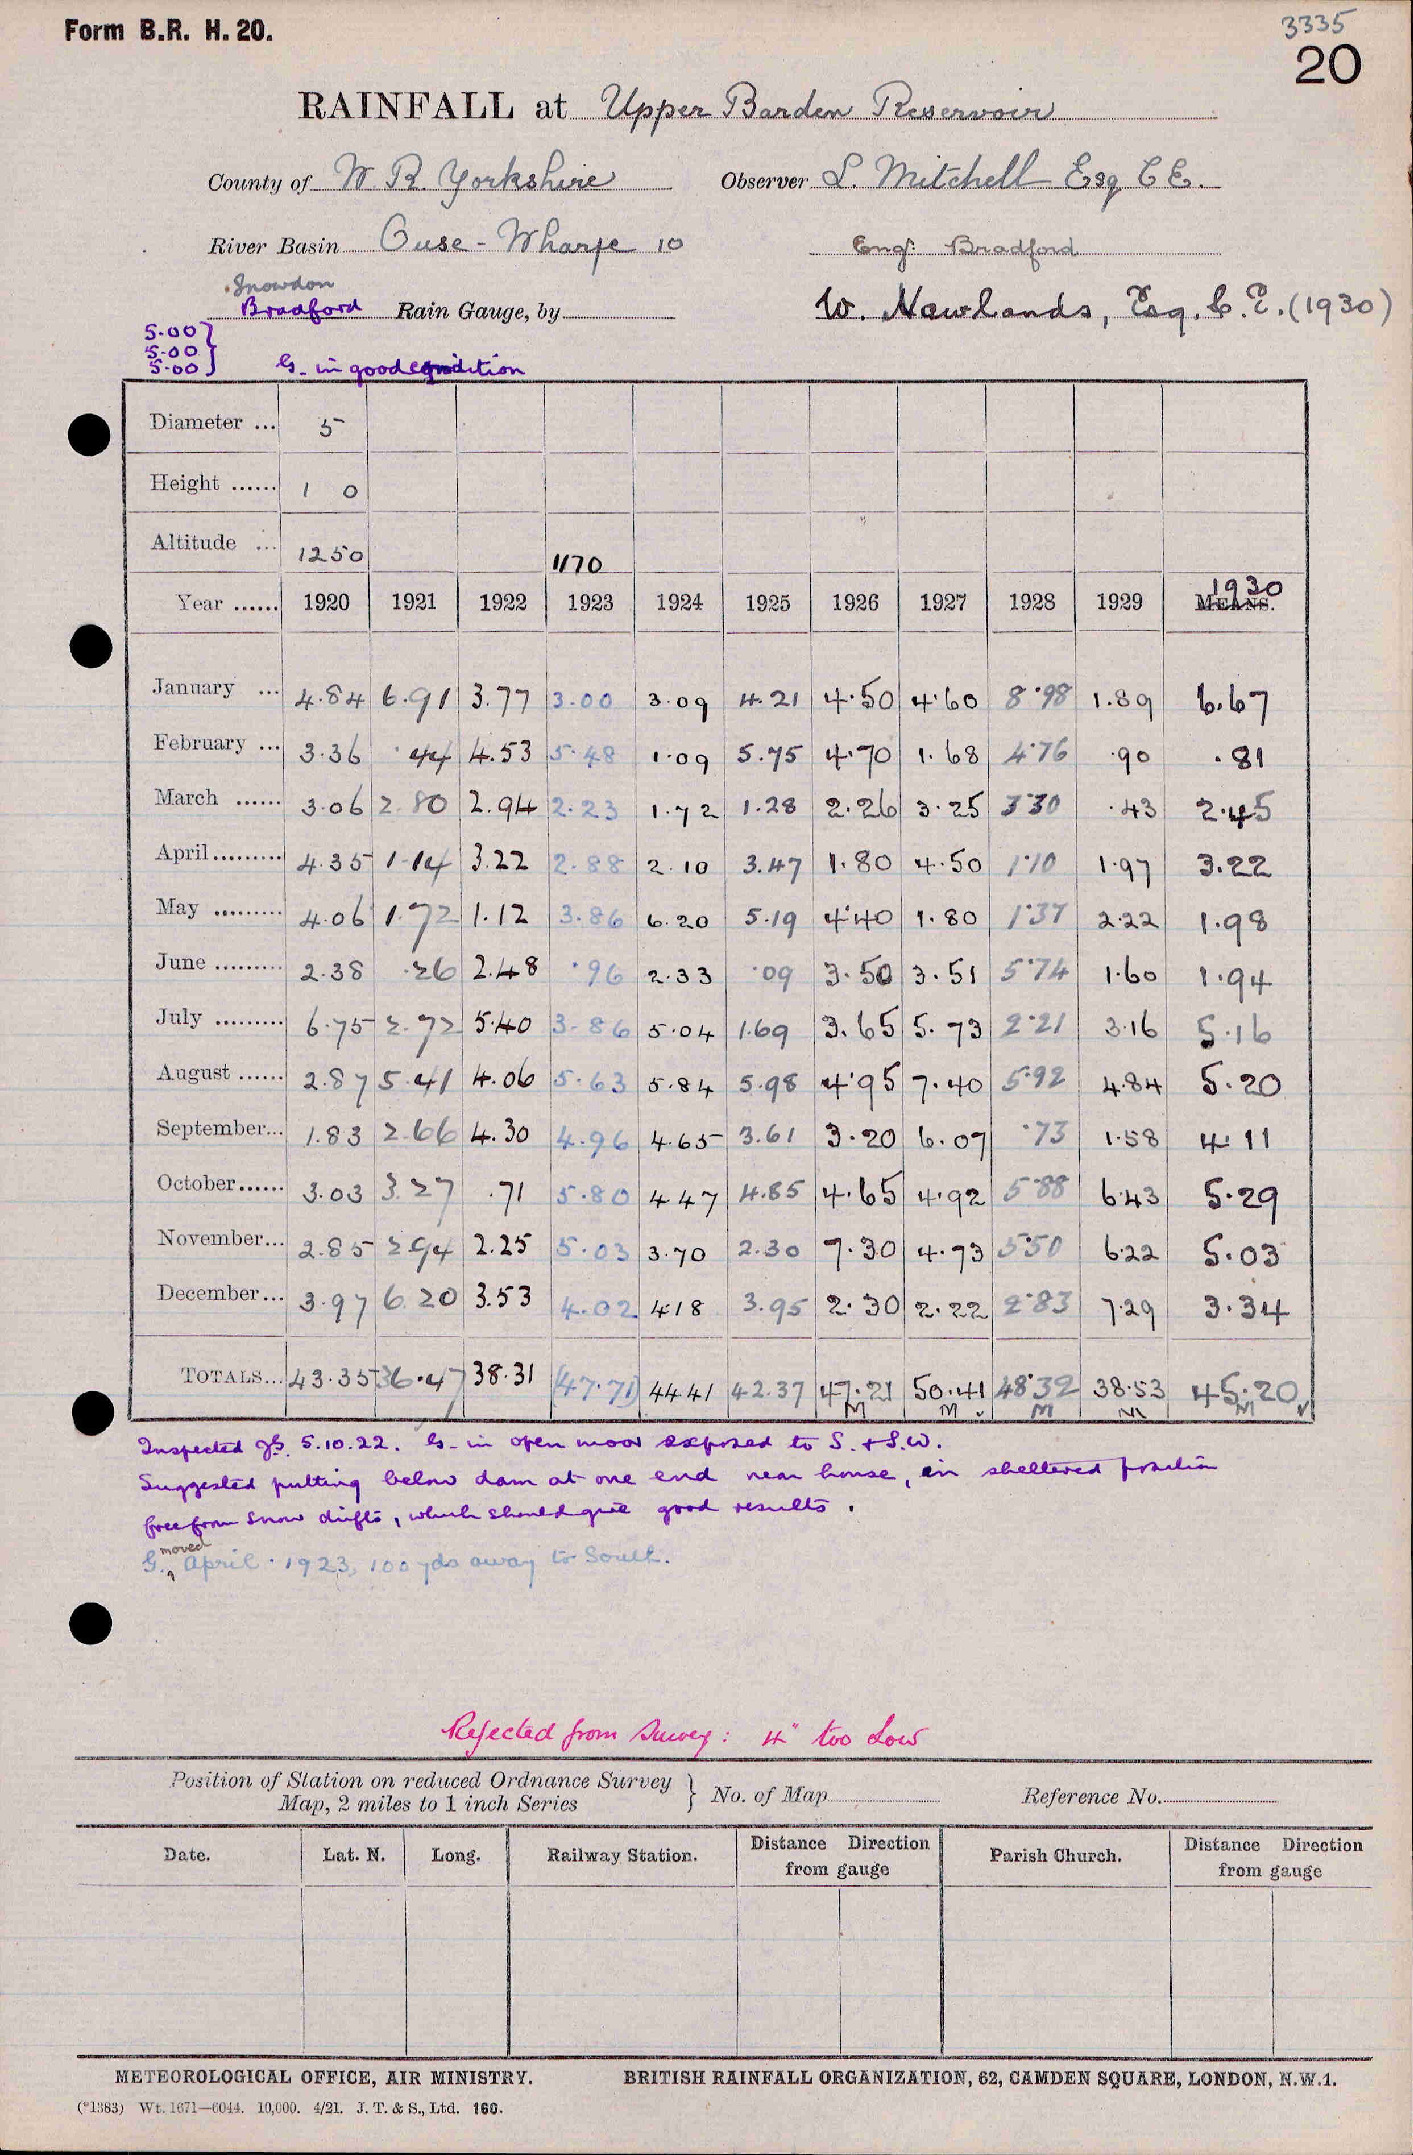 Form B.R. H. 20.
3335
20
RAINFALL at Upper Barden Reservoir
County of W. R. Yorkshire Observer L. Mitchell Esq C E.
River Basin Ouse - Wharfe 10 Engr. Bradford
Snowdon
Bradford Rain Gauge, by W. Newlands, Esq. C. E. (1930)
5.00 }
5.00 }
5.00 } G. in good condition
Diameter ... 5
Height ...... 1 0
Altitude ... 1250 1170
Year ...... 1920 1921 1922 1923 1924 1925 1926 1927 1928 1929 MEANS. 1930
January ... 4.84 6.91 3.77 3.00 3.09 4.21 4.50 4.60 8.98 1.89 6.67
February ... 3.36 .44 4.53 5.48 1.09 5.75 4.70 1.68 4.76 .90 .81
March ...... 3.06 2.80 2.94 2.23 1.72 1.28 2.26 3.25 3.30 .43 2.45
April ......... 4.35 1.14 3.22 2.88 2.10 3.47 1.80 4.50 1.10 1.97 3.22
May ......... 4.06 1.72 1.12 3.86 6.20 5.19 4.40 1.80 1.37 2.22 1.98
June ......... 2.38 .26 2.48 .96 2.33 .09 3.50 3.51 5.74 1.60 1.94
July ......... 6.75 2.72 5.40 3.86 5.04 1.69 3.65 5.73 2.21 3.16 5.16
August ...... 2.87 5.41 4.06 5.63 5.84 5.98 4.95 7.40 5.92 4.84 5.20
September... 1.83 2.66 4.30 4.96 4.65 3.61 3.20 6.07 .73 1.58 4.11
October...... 3.03 3.27 .71 5.80 4.47 4.85 4.65 4.92 5.88 6.43 5.29
November... 2.85 2.94 2.25 5.03 3.70 2.30 7.30 4.73 5.50 6.22 5.03
December... 3.97 6.20 3.53 4.02 4.18 3.95 2.30 2.22 2.83 7.29 3.34
TOTALS... 43.35 36.47 38.31 (47.71) 44.41 42.37 47.21 50.41 48.32 38.53 45.20
M M M M M
Inspected 5.10.22. G. in open moor exposed to S. + S.W.
Suggested putting below dam at one end near house, in sheltered position
free from snow drifts, which should give good results.
G. moved April. 1923, 100 yds away to South.
Rejected from Survey: 4" too low
Position of Station on reduced Ordnance Survey
Map, 2 miles to 1 inch Series } No. of Map Reference No.
Date. Lat. N. Long. Railway Station. Distance Direction from gauge Parish Church. Distance Direction from gauge
METEOROLOGICAL OFFICE, AIR MINISTRY. BRITISH RAINFALL ORGANIZATION, 62, CAMDEN SQUARE, LONDON, N.W.1.
(*1383) Wt. 1671—6044. 10,000. 4/21. J. T. & S., Ltd. 160.